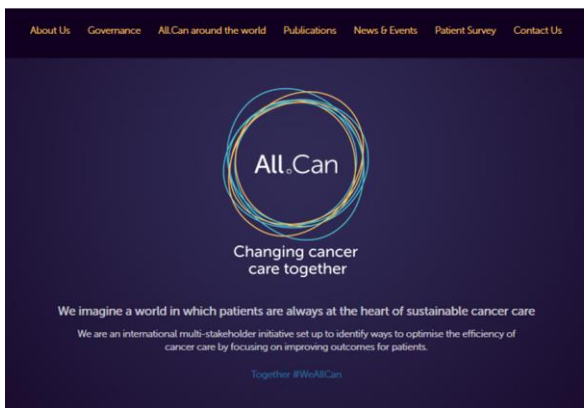 About Us Governance All.Can around the world Publications News & Events Patient Survey Contact Us
All.Can
Changing cancer
care together
We imagine a world in which patients are always at the heart of sustainable cancer care
We are an international multi-stakeholder initiative set up to identify ways to optimise the efficiency of
cancer care by focusing on improving outcomes for patients.
Together #WeAllCan